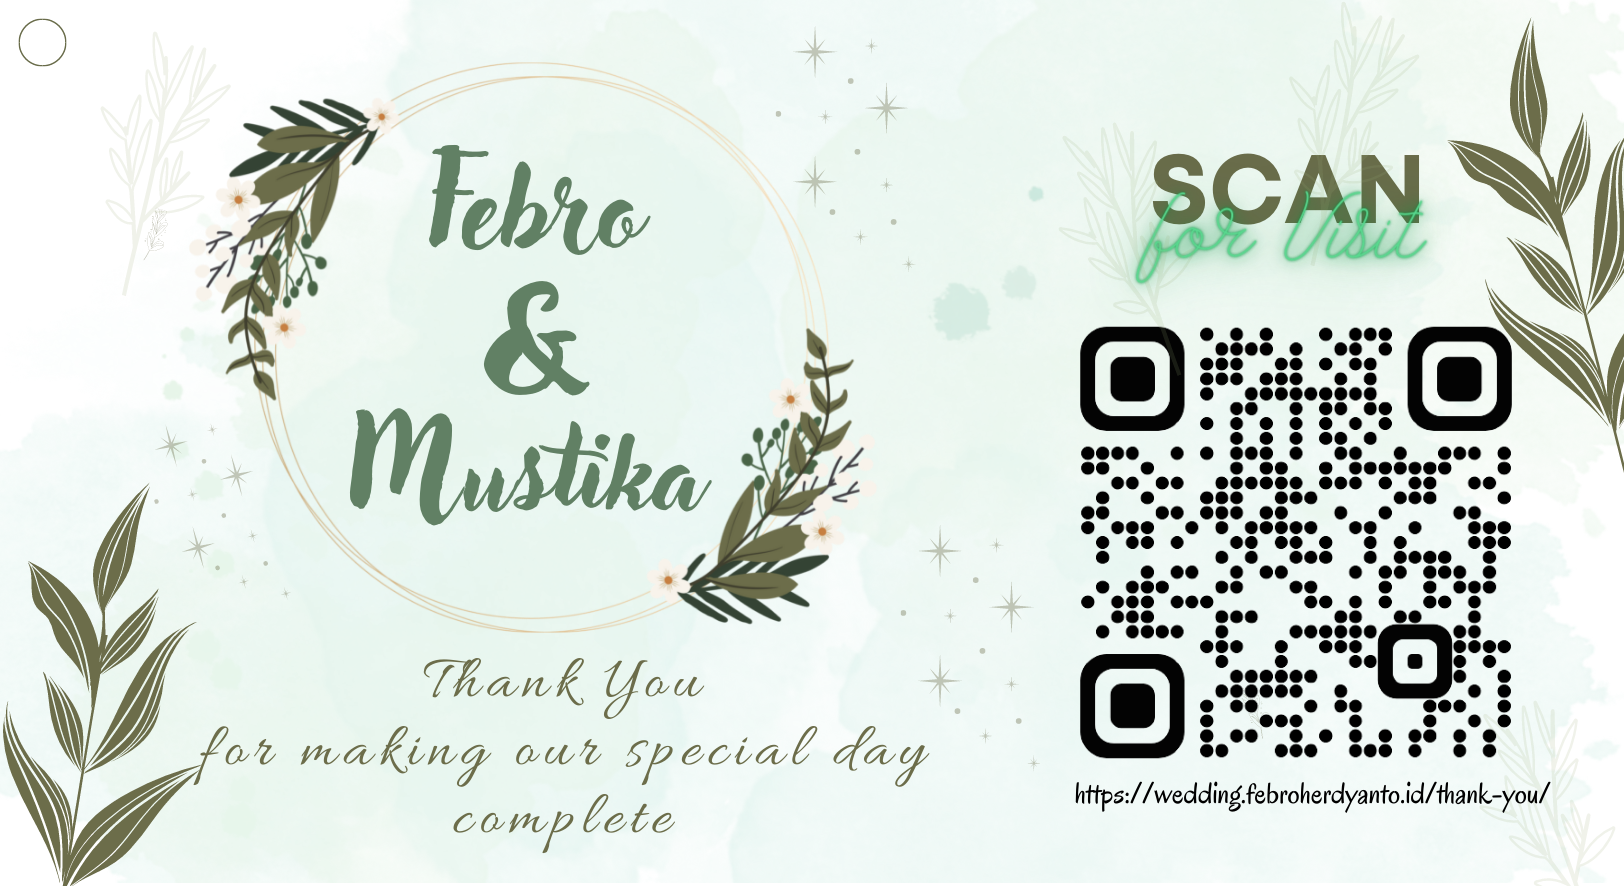 Febro
&
Mustika
Thank You
for making our special day
complete
SCAN
for Visit
https://wedding.febroherdyanto.id/thank-you/